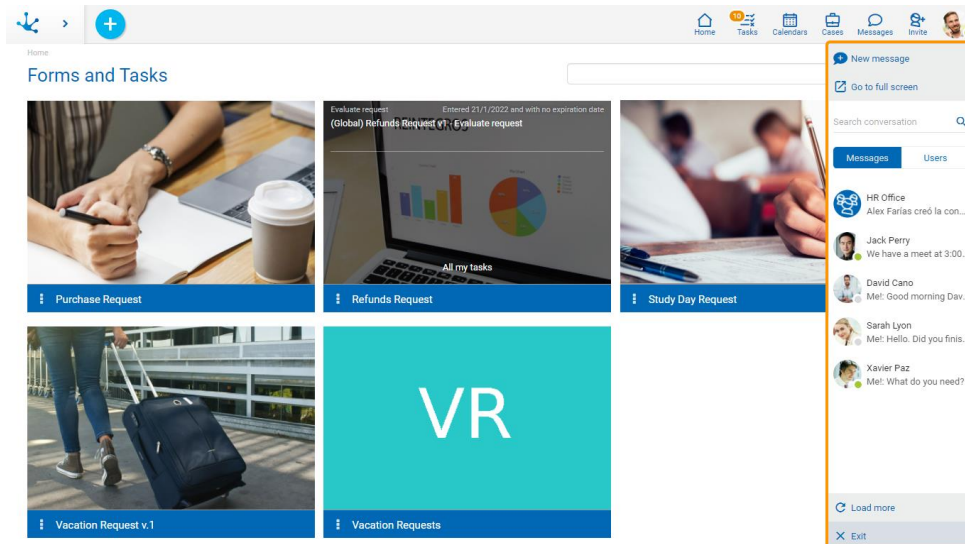 10
Home
Tasks
Calendars
Cases
Messages
Invite
Home
Forms and Tasks
New message
Go to full screen
Search conversation
Messages
Users
HR Office
Alex Farías creó la con...
Jack Perry
We have a meet at 3:00.
David Cano
Me!: Good morning Dav.
Sarah Lyon
Me!: Hello. Did you finis.
Xavier Paz
Me!: What do you need?
Load more
Exit
Evaluate request
Entered 21/1/2022 and with no expiration date
(Global) Refunds Request v1 - Evaluate request
REINTEGROS
All my tasks
Purchase Request
Refunds Request
Study Day Request
VR
Vacation Request v.1
Vacation Requests